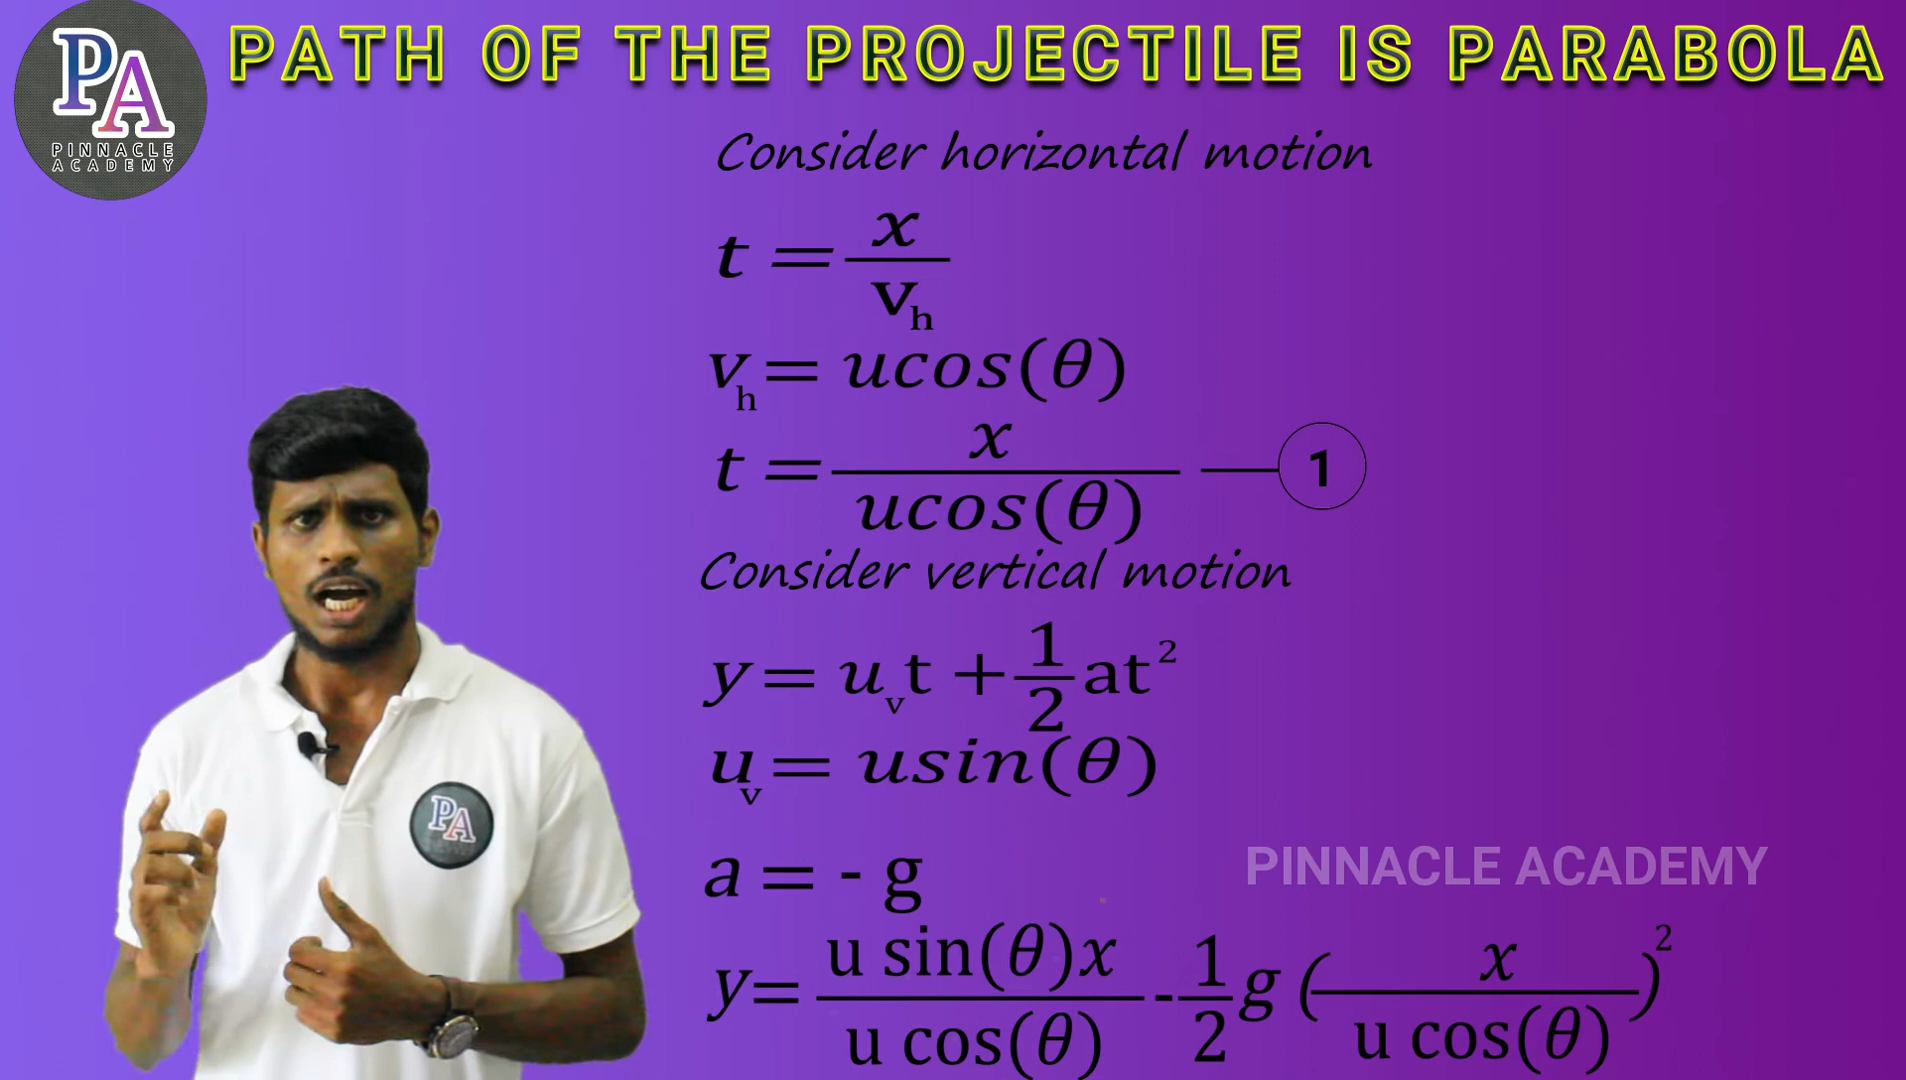 PA
PINNACLE
ACADEMY
PATH OF THE PROJECTILE IS PARABOLA
Consider horizontal motion
t = x / v_h
v_h = ucos(θ)
t = x / ucos(θ) — 1
Consider vertical motion
y = u_v t + 1/2 at²
u_v = usin(θ)
a = - g
y = u sin(θ)x / u cos(θ) - 1/2 g (x / u cos(θ))²
PA
PINNACLE ACADEMY